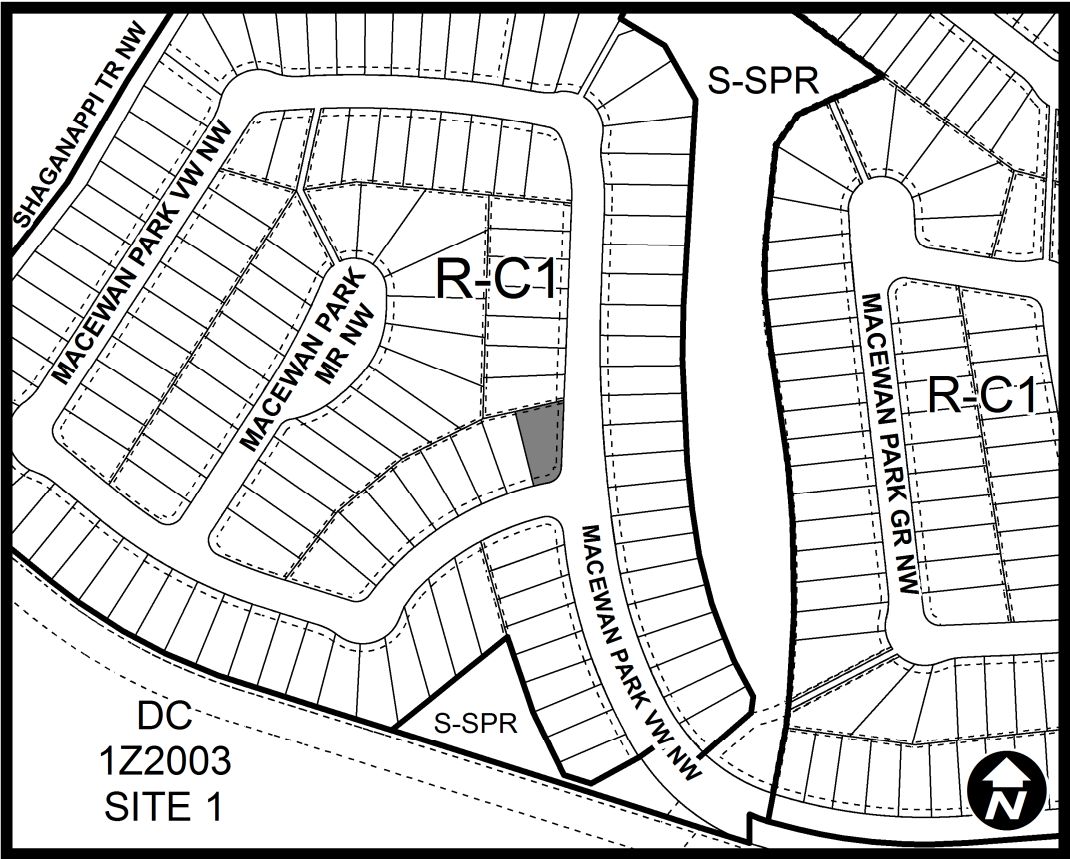 SHAGANAPPI TR NW
S-SPR
MACEWAN PARK VW NW
R-C1
MACEWAN PARK
MR NW
MACEWAN PARK GR NW
R-C1
MACEWAN PARK VW NW
S-SPR
DC
1Z2003
SITE 1
N